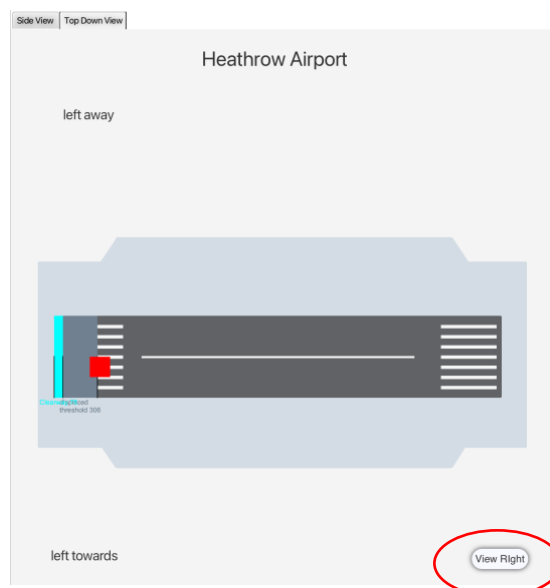 Side View
Top Down View
Heathrow Airport
left away
threshold 306
left towards
View RIght